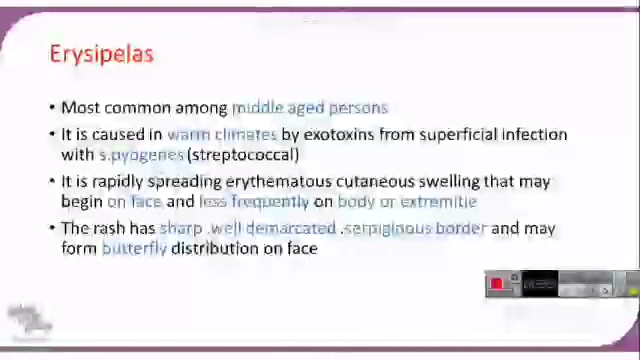 Erysipelas
• Most common among middle aged persons
• It is caused in warm climates by exotoxins from superficial infection
with s.pyogenes (streptococcal)
• It is rapidly spreading erythematous cutaneous swelling that may
begin on face and less frequently on body or extremitie
• The rash has sharp .well demarcated .serpiginous border and may
form butterfly distribution on face